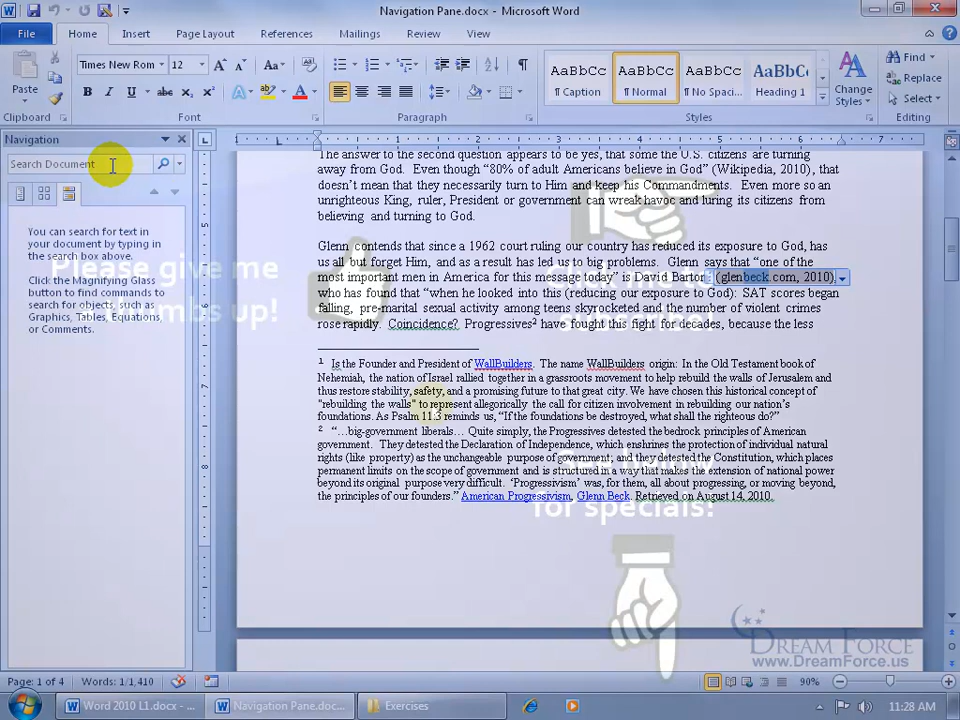 Navigation Pane.docx - Microsoft Word
File Home Insert Page Layout References Mailings Review View
Times New Rom 12 Aa
AaBbCc AaBbCc AaBbCc AaBbCc
Find
Replace
Select
Paste
B I U abc x₂ x² A A
¶ Caption ¶ Normal ¶ No Spaci... Heading 1
Change Styles
Clipboard Font Paragraph Styles Editing
Navigation
Search Document
You can search for text in
your document by typing in
the search box above.
Click the Magnifying Glass
button to find commands to
search for objects, such as
Graphics, Tables, Equations,
or Comments.
Please give me
thumbs up!
Click me to
subscribe!
See below
for specials!
1 2 3 4 5 6 7
5
6
7
8
The answer to the second question appears to be yes, that some the U.S. citizens are turning
away from God. Even though “80% of adult Americans believe in God” (Wikipedia, 2010), that
doesn’t mean that they necessarily turn to Him and keep his Commandments. Even more so an
unrighteous King, ruler, President or government can wreak havoc and luring its citizens from
believing and turning to God.
Glenn contends that since a 1962 court ruling our country has reduced its exposure to God, has
us all but forget Him, and as a result has led us to big problems. Glenn says that “one of the
most important men in America for this message today” is David Barton (glenbeck.com, 2010),
who has found that “when he looked into this (reducing our exposure to God): SAT scores began
falling, pre-marital sexual activity among teens skyrocketed and the number of violent crimes
rose rapidly. Coincidence? Progressives² have fought this fight for decades, because the less
1 Is the Founder and President of WallBuilders. The name WallBuilders origin: In the Old Testament book of
Nehemiah, the nation of Israel rallied together in a grassroots movement to help rebuild the walls of Jerusalem and
thus restore stability, safety, and a promising future to that great city. We have chosen this historical concept of
"rebuilding the walls" to represent allegorically the call for citizen involvement in rebuilding our nation’s
foundations. As Psalm 11:3 reminds us, “If the foundations be destroyed, what shall the righteous do?”
2 “…big-government liberals… Quite simply, the Progressives detested the bedrock principles of American
government. They detested the Declaration of Independence, which enshrines the protection of individual natural
rights (like property) as the unchangeable purpose of government; and they detested the Constitution, which places
permanent limits on the scope of government and is structured in a way that makes the extension of national power
beyond its original purpose very difficult. ‘Progressivism’ was, for them, all about progressing, or moving beyond,
the principles of our founders.” American Progressivism, Glenn Beck. Retrieved on August 14, 2010.
DREAM FORCE
www.DreamForce.us
Page: 1 of 4 Words: 1/1,410 90%
Word 2010 L1.docx - ... Navigation Pane.doc... Exercises 11:28 AM